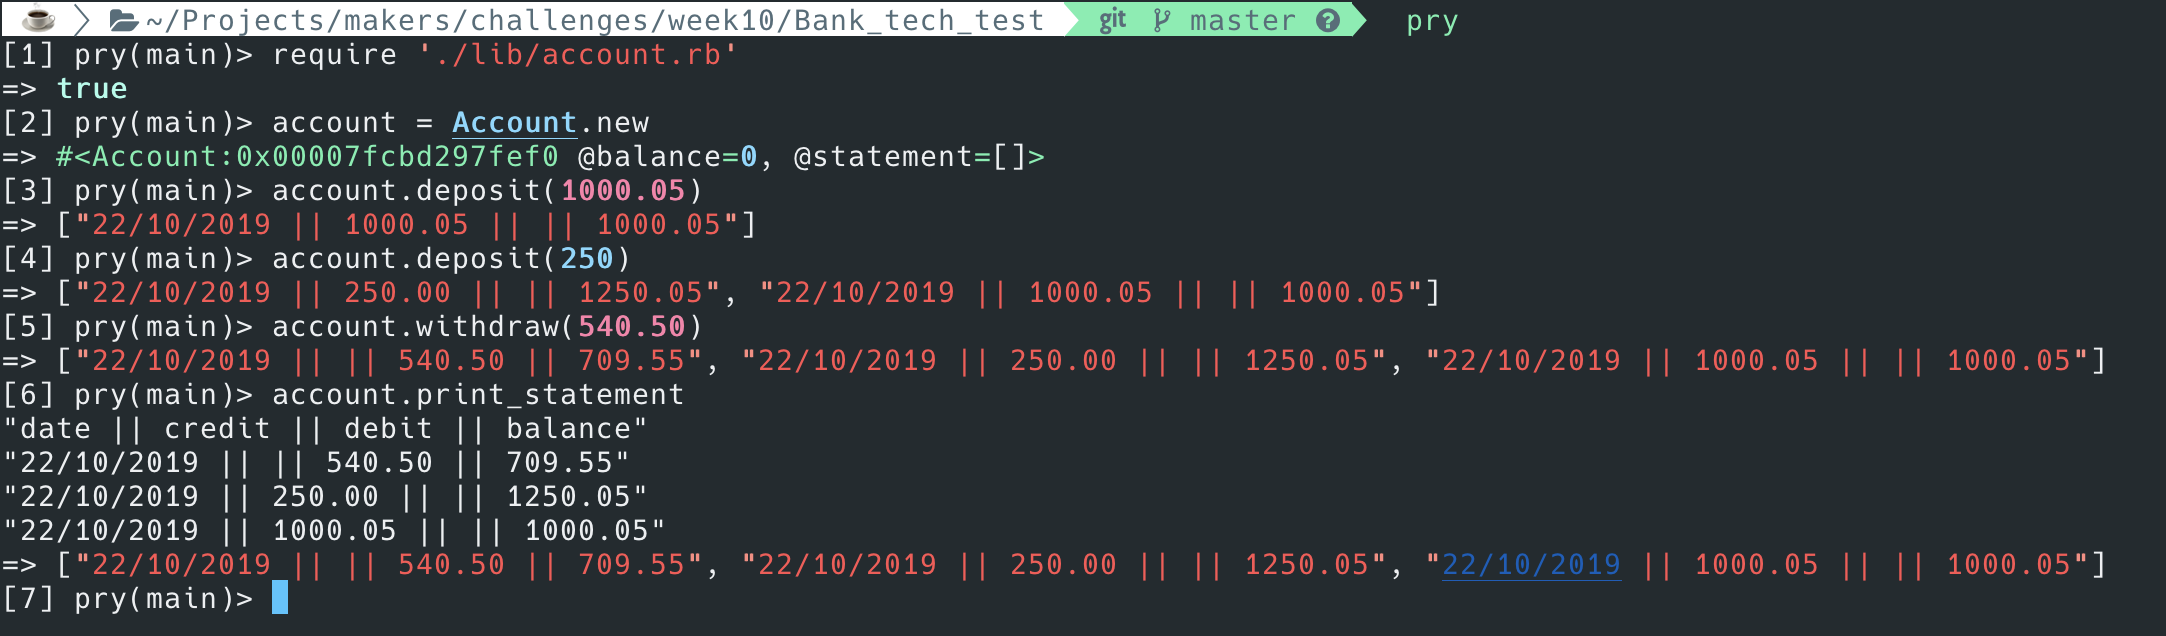 ~/Projects/makers/challenges/week10/Bank_tech_test git master ? pry
[1] pry(main)> require './lib/account.rb'
=> true
[2] pry(main)> account = Account.new
=> #<Account:0x00007fcbd297fef0 @balance=0, @statement=[]>
[3] pry(main)> account.deposit(1000.05)
=> ["22/10/2019 || 1000.05 || || 1000.05"]
[4] pry(main)> account.deposit(250)
=> ["22/10/2019 || 250.00 || || 1250.05", "22/10/2019 || 1000.05 || || 1000.05"]
[5] pry(main)> account.withdraw(540.50)
=> ["22/10/2019 || || 540.50 || 709.55", "22/10/2019 || 250.00 || || 1250.05", "22/10/2019 || 1000.05 || || 1000.05"]
[6] pry(main)> account.print_statement
"date || credit || debit || balance"
"22/10/2019 || || 540.50 || 709.55"
"22/10/2019 || 250.00 || || 1250.05"
"22/10/2019 || 1000.05 || || 1000.05"
=> ["22/10/2019 || || 540.50 || 709.55", "22/10/2019 || 250.00 || || 1250.05", "22/10/2019 || 1000.05 || || 1000.05"]
[7] pry(main)>